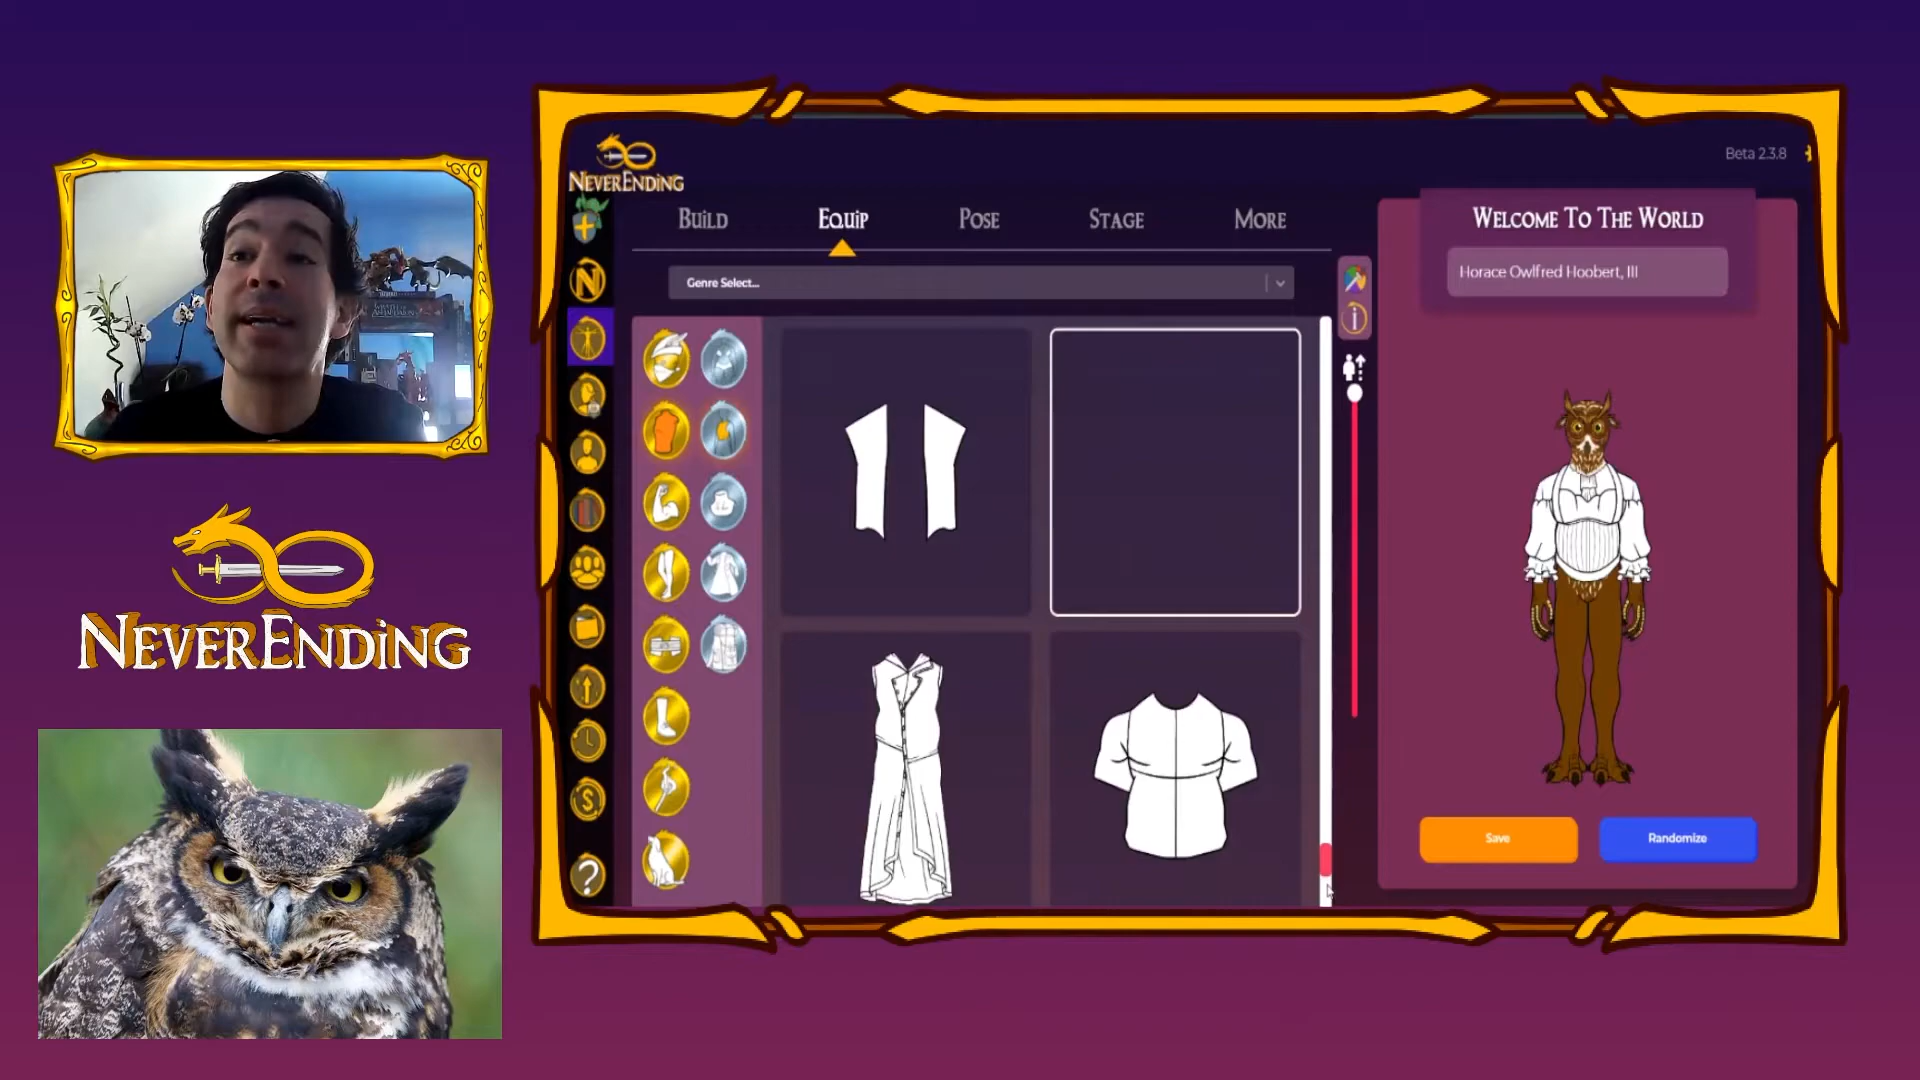 NEVERENDING
NEVERENDING
Beta 2.3.8
BUILD
EQUIP
POSE
STAGE
MORE
Genre Select...
WELCOME TO THE WORLD
Horace Owlfred Hoobert, III
Save
Randomize